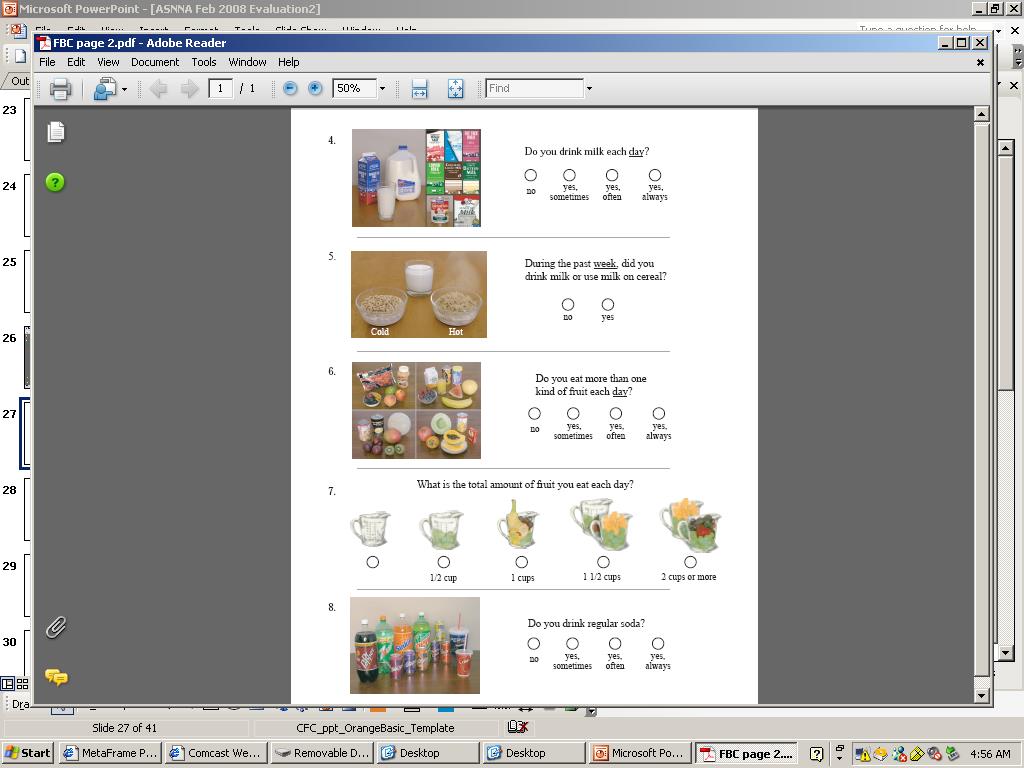 Microsoft PowerPoint - [ASNNA Feb 2008 Evaluation2]
FBC page 2.pdf - Adobe Reader
File Edit View Document Tools Window Help
1 / 1 50% Find
Out
23
24
25
26
27
28
29
30
4.
Do you drink milk each day?
no yes, sometimes yes, often yes, always
5.
During the past week, did you
drink milk or use milk on cereal?
Cold Hot
no yes
6.
Do you eat more than one
kind of fruit each day?
no yes, sometimes yes, often yes, always
7.
What is the total amount of fruit you eat each day?
1/2 cup 1 cups 1 1/2 cups 2 cups or more
8.
Do you drink regular soda?
no yes, sometimes yes, often yes, always
Slide 27 of 41 CFC_ppt_OrangeBasic_Template
Start MetaFrame P... Comcast We... Removable D... Desktop Desktop Microsoft Po... FBC page 2.... 4:56 AM